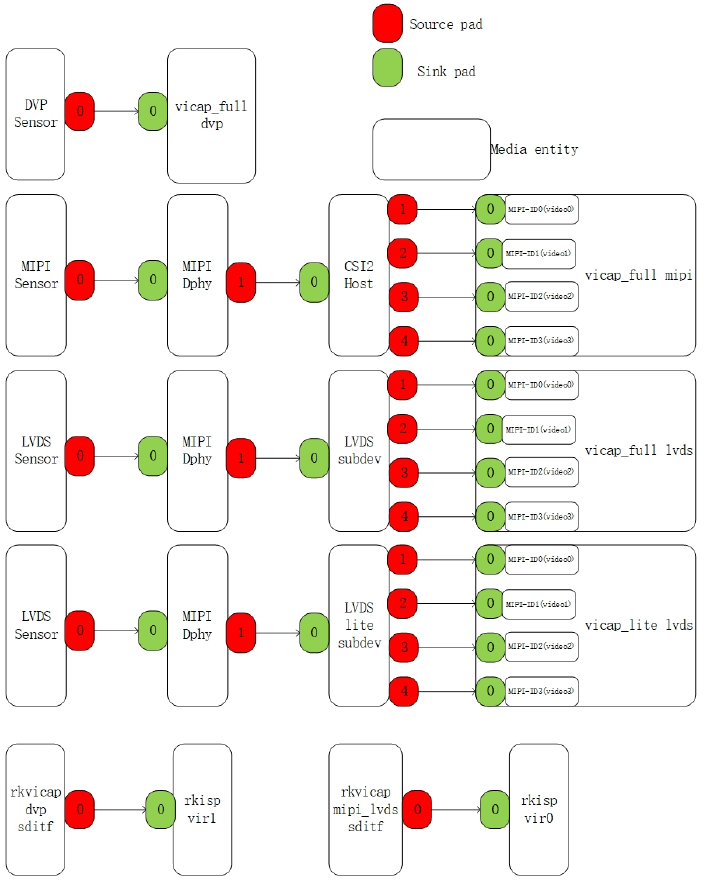 Source pad
Sink pad
DVP
Sensor
0
0
vicap_full
dvp
Media entity
MIPI
Sensor
0
0
MIPI
Dphy
1
0
CSI2
Host
1
0
MIPI-ID0(video0)
2
0
MIPI-ID1(video1)
3
0
MIPI-ID2(video2)
4
0
MIPI-ID3(video3)
vicap_full mipi
LVDS
Sensor
0
0
MIPI
Dphy
1
0
LVDS
subdev
1
0
MIPI-ID0(video0)
2
0
MIPI-ID1(video1)
3
0
MIPI-ID2(video2)
4
0
MIPI-ID3(video3)
vicap_full lvds
LVDS
Sensor
0
0
MIPI
Dphy
1
0
LVDS
lite
subdev
1
0
MIPI-ID0(video0)
2
0
MIPI-ID1(video1)
3
0
MIPI-ID2(video2)
4
0
MIPI-ID3(video3)
vicap_lite lvds
rkvicap
dvp
sditf
0
0
rkisp
vir1
rkvicap
mipi_lvds
sditf
0
0
rkisp
vir0